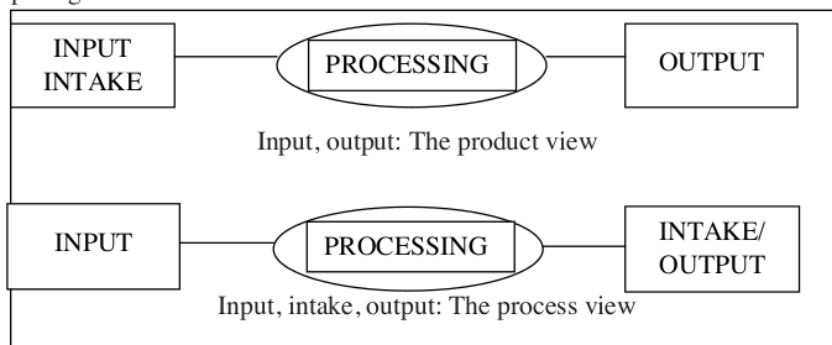 INPUT
INTAKE
PROCESSING
OUTPUT
Input, output: The product view
INPUT
PROCESSING
INTAKE/
OUTPUT
Input, intake, output: The process view